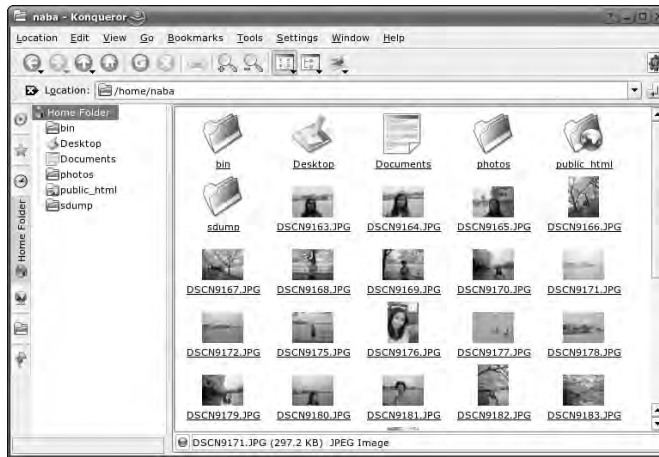 naba - Konqueror
Location Edit View Go Bookmarks Tools Settings Window Help
Location: /home/naba
Home Folder
bin
Desktop
Documents
photos
public_html
sdump
Home Folder
bin Desktop Documents photos public_html
sdump DSCN9163.JPG DSCN9164.JPG DSCN9165.JPG DSCN9166.JPG
DSCN9167.JPG DSCN9168.JPG DSCN9169.JPG DSCN9170.JPG DSCN9171.JPG
DSCN9172.JPG DSCN9175.JPG DSCN9176.JPG DSCN9177.JPG DSCN9178.JPG
DSCN9179.JPG DSCN9180.JPG DSCN9181.JPG DSCN9182.JPG DSCN9183.JPG
DSCN9171.JPG (297.2 KB) JPEG Image